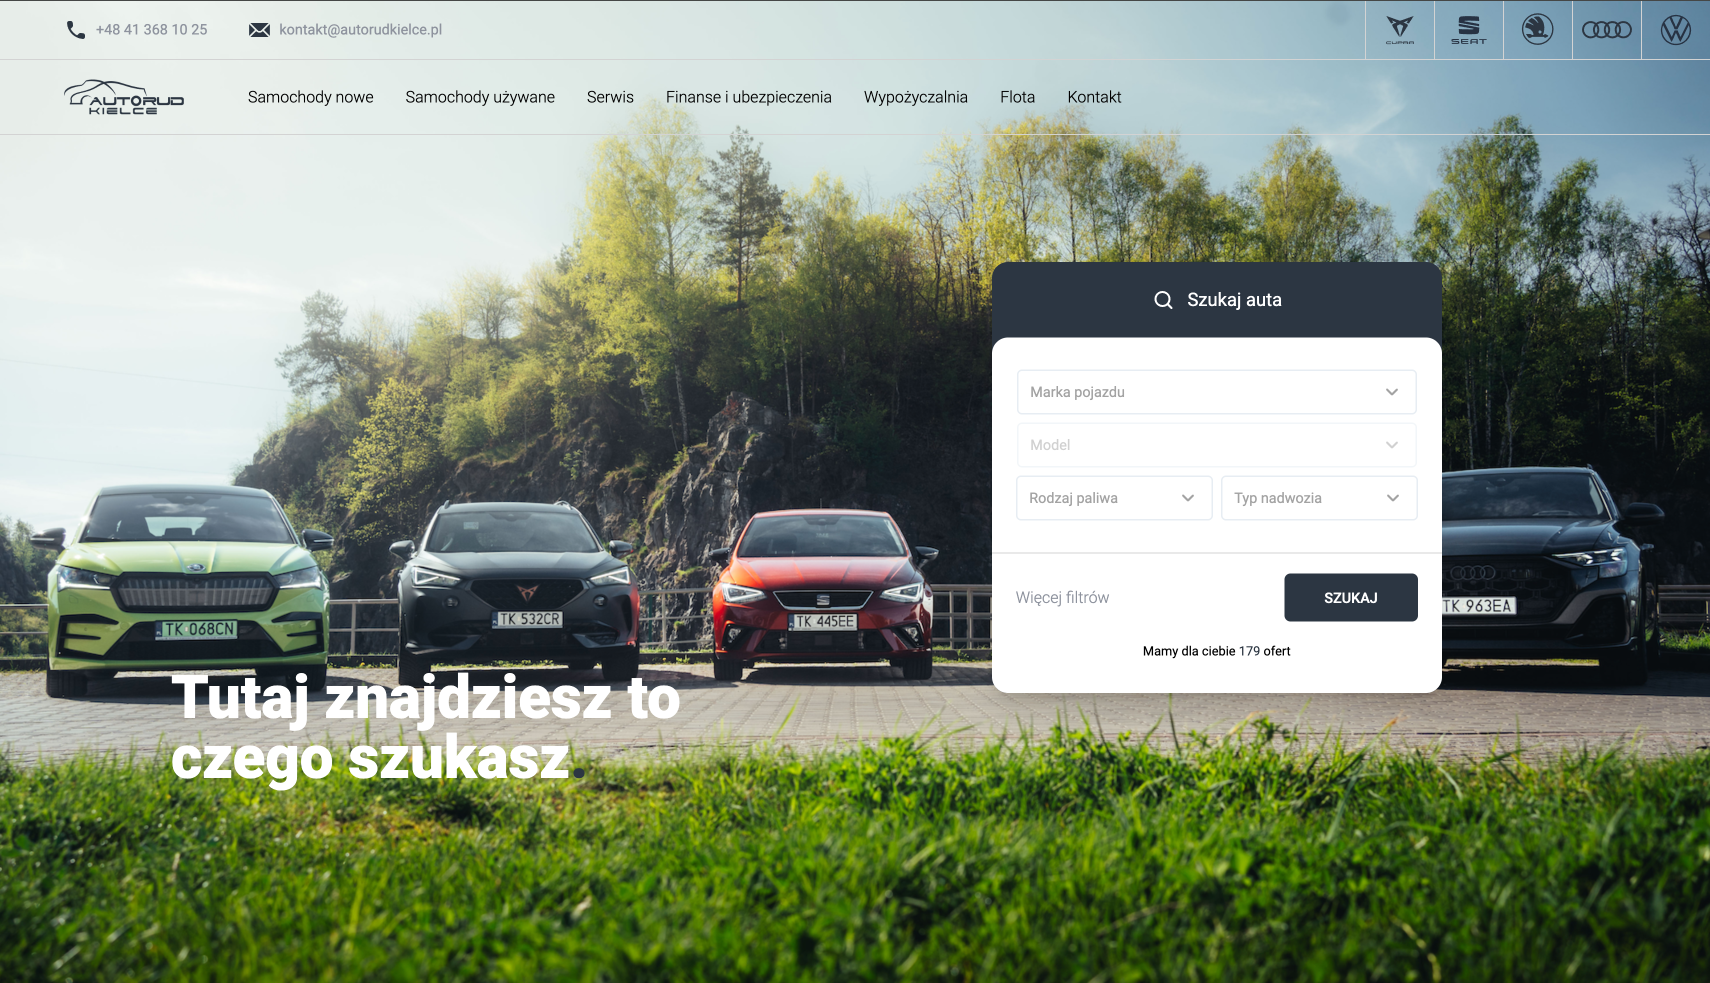 +48 41 368 10 25
kontakt@autorudkielce.pl
CUPRA
SEAT
AUTORUD
KIELCE
Samochody nowe
Samochody używane
Serwis
Finanse i ubezpieczenia
Wypożyczalnia
Flota
Kontakt
Szukaj auta
Marka pojazdu
Model
Rodzaj paliwa
Typ nadwozia
Więcej filtrów
SZUKAJ
Mamy dla ciebie 179 ofert
TK 068CN
TK 532CR
TK 445EE
TK 963EA
Tutaj znajdziesz to
czego szukasz.